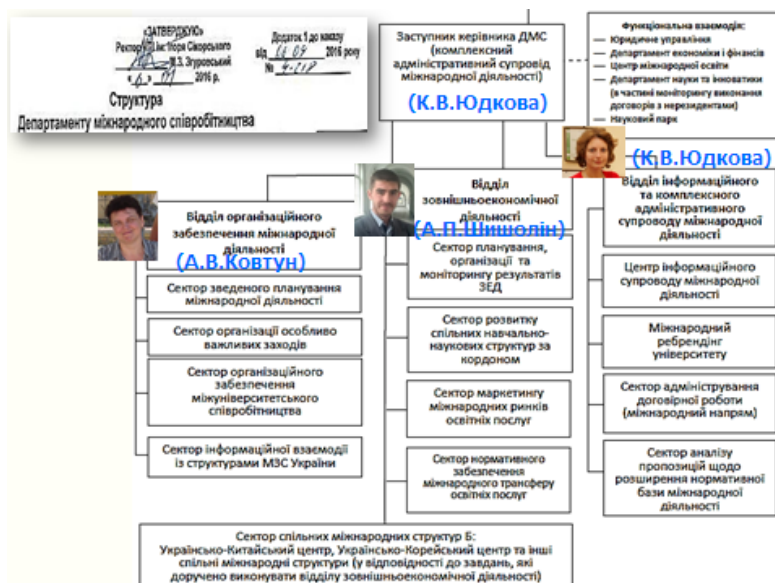 «ЗАТВЕРДЖУЮ»
Ректор КПІ ім. Ігоря Сікорського
М.З. Згуровський
2016 р.
Додаток 1 до наказу
від 2016 року
№ 4-218
Структура
Департаменту міжнародного співробітництва
Заступник керівника ДМС
(комплексний
адміністративний супровід
міжнародної діяльності)
(К.В.Юдкова)
Функціональна взаємодія:
— Юридичне управління
— Департамент економіки і фінансів
— Центр міжнародної освіти
— Департамент науки та інноватики
(в частині моніторингу виконання
договорів з нерезидентами)
— Науковий парк
Відділ організаційного
забезпечення міжнародної
діяльності
(А.В.Ковтун)
Сектор зведеного планування
міжнародної діяльності
Сектор організації особливо
важливих заходів
Сектор організаційного
забезпечення
міжуніверситетського
співробітництва
Сектор інформаційної взаємодії
із структурами МЗС України
Відділ
зовнішньоекономічної
діяльності
(А.П.Шишолін)
Сектор планування,
організації та
моніторингу результатів
ЗЕД
Сектор розвитку
спільних навчально-
наукових структур за
кордоном
Сектор маркетингу
міжнародних ринків
освітніх послуг
Сектор нормативного
забезпечення
міжнародного трансферу
освітніх послуг
(К.В.Юдкова)
Відділ інформаційного
та комплексного
адміністративного
супроводу міжнародної
діяльності
Центр інформаційного
супроводу міжнародної
діяльності
Міжнародний
ребрендінг
університету
Сектор адміністрування
договірної роботи
(міжнародний напрям)
Сектор аналізу
пропозицій щодо
розширення нормативної
бази міжнародної
діяльності
Сектор спільних міжнародних структур Б:
Українсько-Китайський центр, Українсько-Корейський центр та інші
спільні міжнародні структури (у відповідності до завдань, які
доручено виконувати відділу зовнішньоекономічної діяльності)